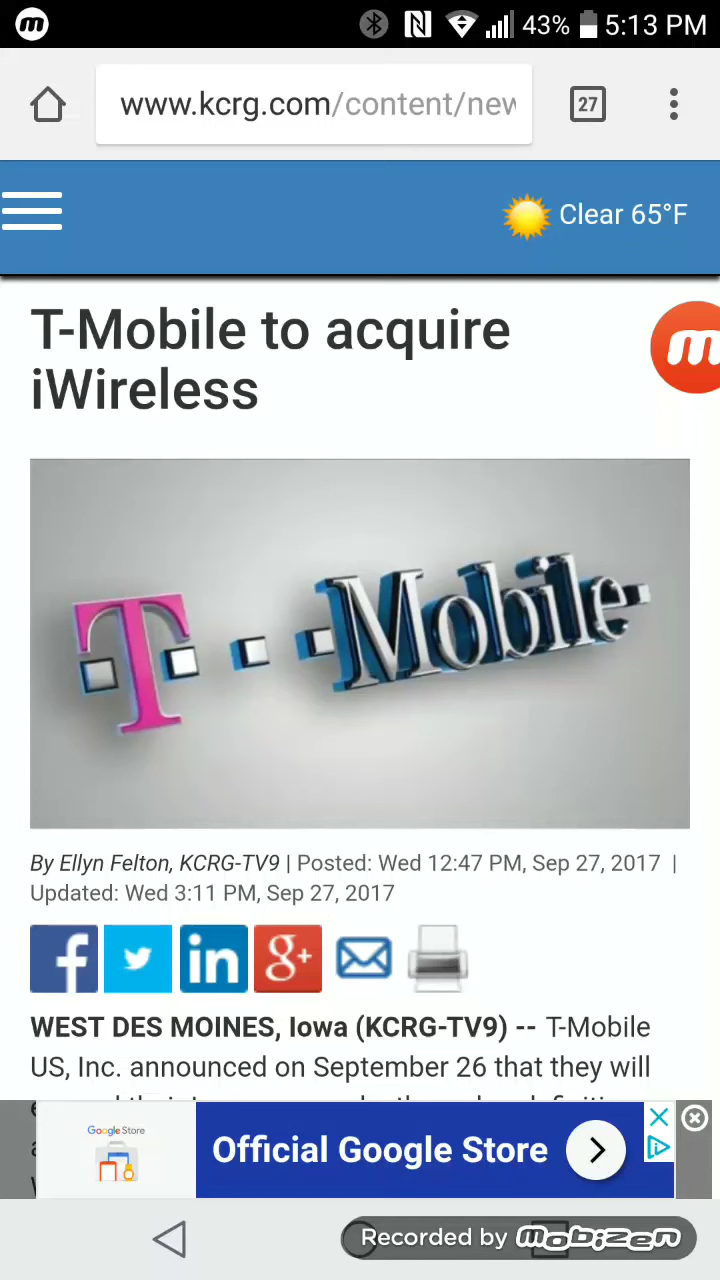 m
43% 5:13 PM
www.kcrg.com/content/new
27
Clear 65°F
T-Mobile to acquire
iWireless
m
T Mobile
By Ellyn Felton, KCRG-TV9 | Posted: Wed 12:47 PM, Sep 27, 2017 |
Updated: Wed 3:11 PM, Sep 27, 2017
f
in
g+
WEST DES MOINES, Iowa (KCRG-TV9) -- T-Mobile
US, Inc. announced on September 26 that they will
Google Store
Official Google Store
Recorded by mobizen